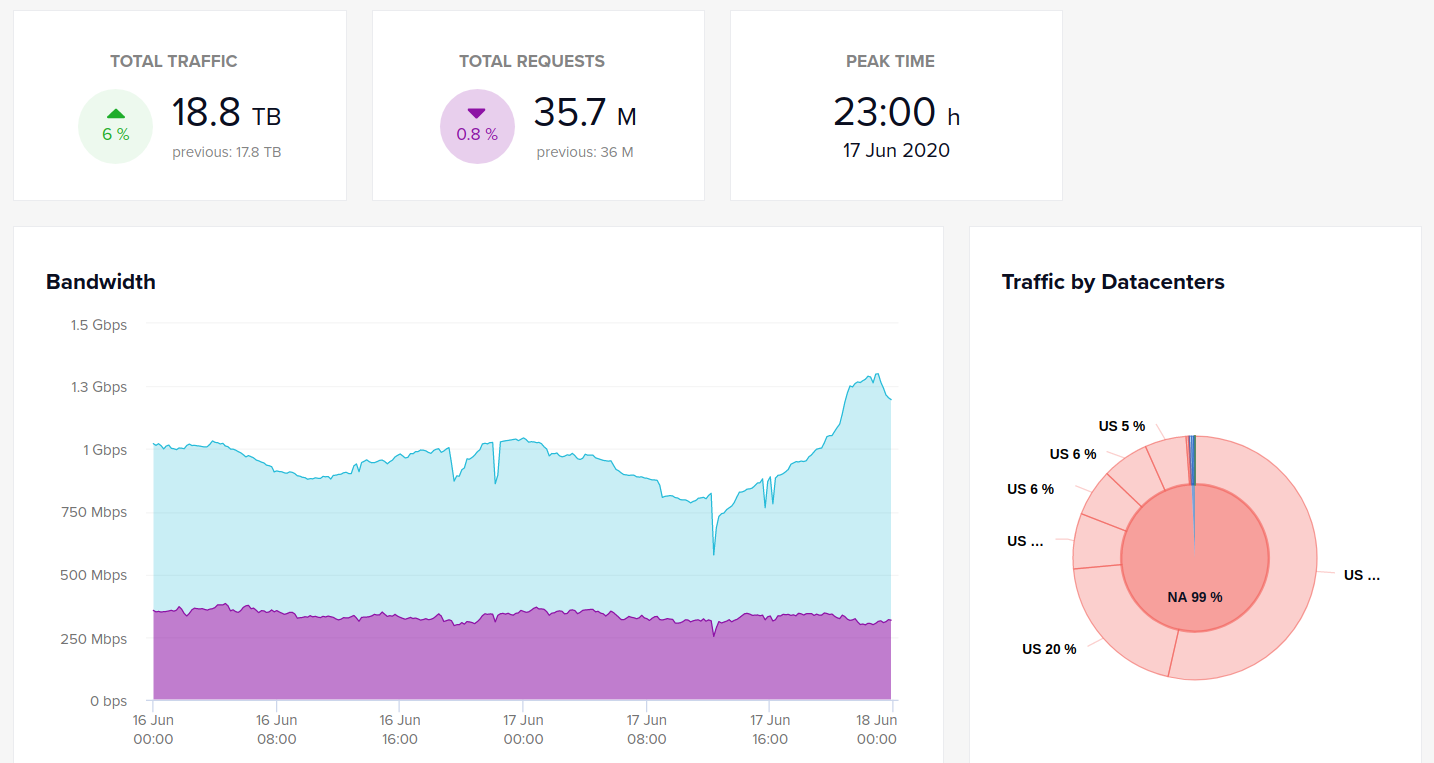 TOTAL TRAFFIC
6 %
18.8 TB
previous: 17.8 TB
TOTAL REQUESTS
0.8 %
35.7 M
previous: 36 M
PEAK TIME
23:00 h
17 Jun 2020
Bandwidth
1.5 Gbps
1.3 Gbps
1 Gbps
750 Mbps
500 Mbps
250 Mbps
0 bps
16 Jun
00:00
16 Jun
08:00
16 Jun
16:00
17 Jun
00:00
17 Jun
08:00
17 Jun
16:00
18 Jun
00:00
Traffic by Datacenters
US 5 %
US 6 %
US 6 %
US ...
US ...
NA 99 %
US 20 %